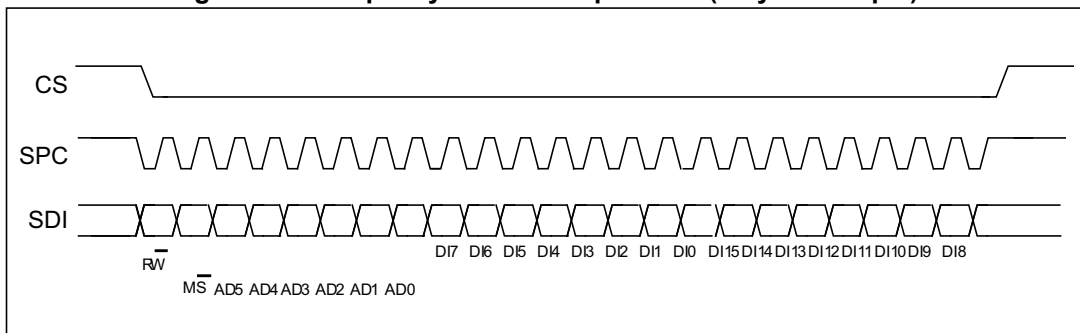 CS
SPC
SDI
DI7 DI6 DI5 DI4 DI3 DI2 DI1 DI0 DI15 DI14 DI13 DI12 DI11 DI10 DI9 DI8
RW
MS AD5 AD4 AD3 AD2 AD1 AD0